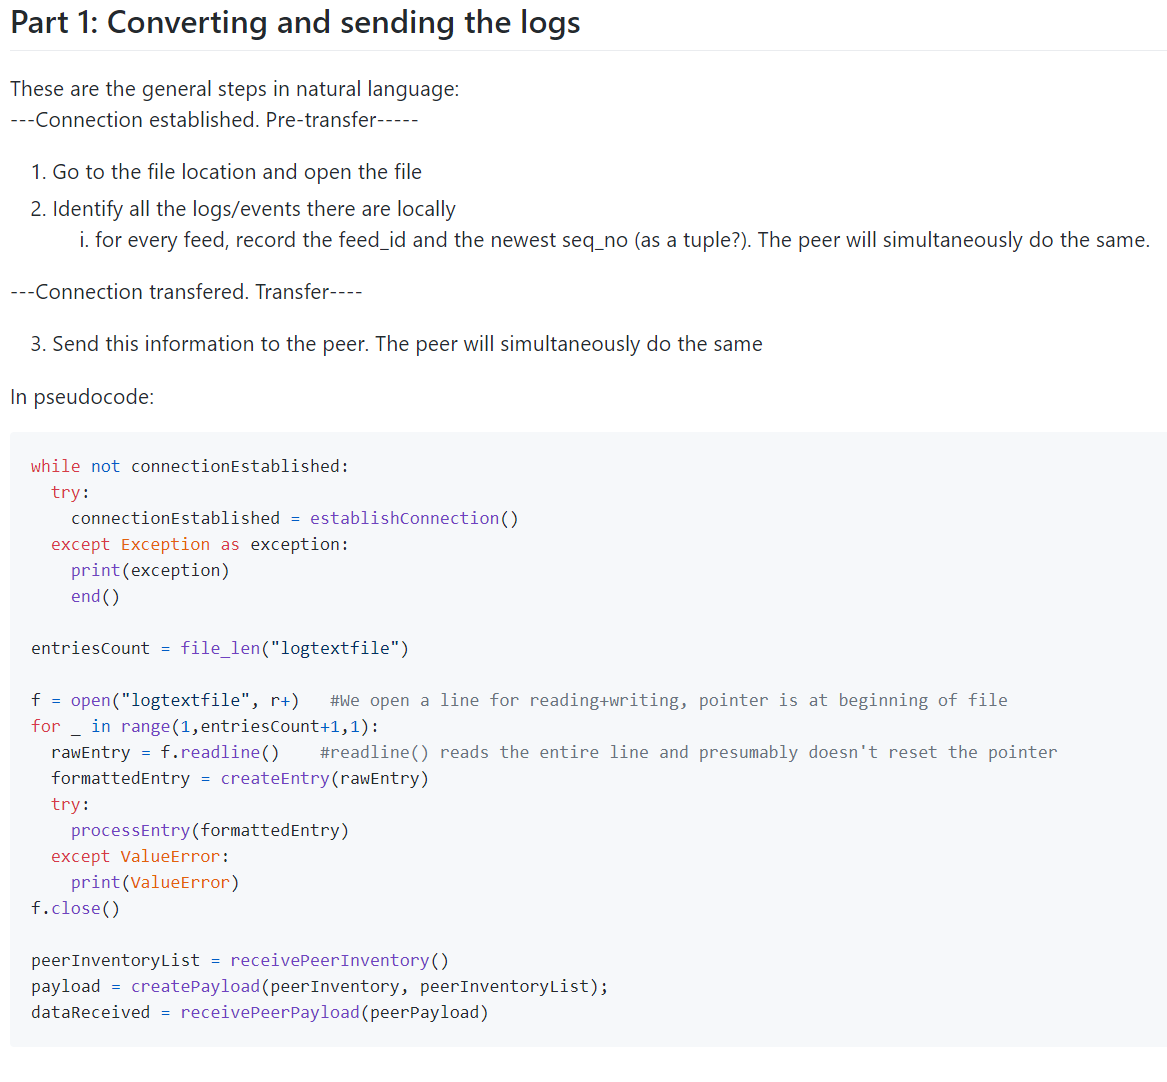 Part 1: Converting and sending the logs
These are the general steps in natural language:
---Connection established. Pre-transfer-----
1. Go to the file location and open the file
2. Identify all the logs/events there are locally
i. for every feed, record the feed_id and the newest seq_no (as a tuple?). The peer will simultaneously do the same.
---Connection transfered. Transfer----
3. Send this information to the peer. The peer will simultaneously do the same
In pseudocode:
while not connectionEstablished:
  try:
    connectionEstablished = establishConnection()
  except Exception as exception:
    print(exception)
    end()
entriesCount = file_len("logtextfile")
f = open("logtextfile", r+)   #We open a line for reading+writing, pointer is at beginning of file
for _ in range(1,entriesCount+1,1):
  rawEntry = f.readline()    #readline() reads the entire line and presumably doesn't reset the pointer
  formattedEntry = createEntry(rawEntry)
  try:
    processEntry(formattedEntry)
  except ValueError:
    print(ValueError)
f.close()
peerInventoryList = receivePeerInventory()
payload = createPayload(peerInventory, peerInventoryList);
dataReceived = receivePeerPayload(peerPayload)